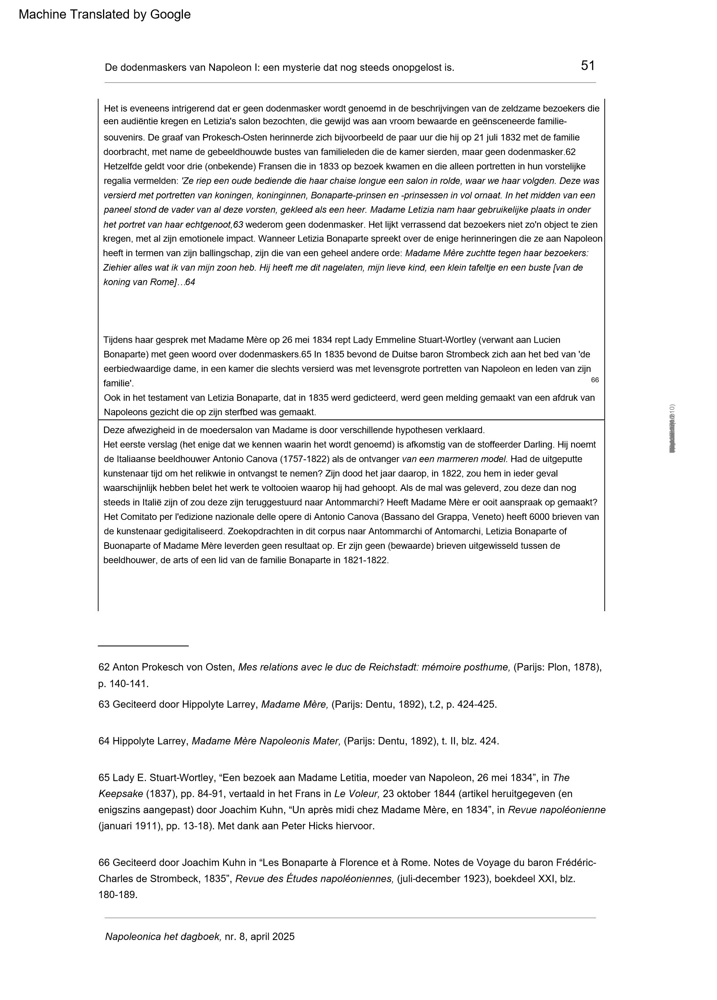 Machine Translated by Google
De dodenmaskers van Napoleon I: een mysterie dat nog steeds onopgelost is.
51
Het is eveneens intrigerend dat er geen dodenmasker wordt genoemd in de beschrijvingen van de zeldzame bezoekers die
een audiëntie kregen en Letizia's salon bezochten, die gewijd was aan vroom bewaarde en geënsceneerde familie-
souvenirs. De graaf van Prokesch-Osten herinnerde zich bijvoorbeeld de paar uur die hij op 21 juli 1832 met de familie
doorbracht, met name de gebeeldhouwde bustes van familieleden die de kamer sierden, maar geen dodenmasker.62
Hetzelfde geldt voor drie (onbekende) Fransen die in 1833 op bezoek kwamen en die alleen portretten in hun vorstelijke
regalia vermelden: 'Ze riep een oude bediende die haar chaise longue een salon in rolde, waar we haar volgden. Deze was
versierd met portretten van koningen, koninginnen, Bonaparte-prinsen en -prinsessen in vol ornaat. In het midden van een
paneel stond de vader van al deze vorsten, gekleed als een heer. Madame Letizia nam haar gebruikelijke plaats in onder
het portret van haar echtgenoot,63 wederom geen dodenmasker. Het lijkt verrassend dat bezoekers niet zo'n object te zien
kregen, met al zijn emotionele impact. Wanneer Letizia Bonaparte spreekt over de enige herinneringen die ze aan Napoleon
heeft in termen van zijn ballingschap, zijn die van een geheel andere orde: Madame Mère zuchtte tegen haar bezoekers:
Ziehier alles wat ik van mijn zoon heb. Hij heeft me dit nagelaten, mijn lieve kind, een klein tafeltje en een buste [van de
koning van Rome]…64
Tijdens haar gesprek met Madame Mère op 26 mei 1834 rept Lady Emmeline Stuart-Wortley (verwant aan Lucien
Bonaparte) met geen woord over dodenmaskers.65 In 1835 bevond de Duitse baron Strombeck zich aan het bed van 'de
eerbiedwaardige dame, in een kamer die slechts versierd was met levensgrote portretten van Napoleon en leden van zijn
familie'. 66
Ook in het testament van Letizia Bonaparte, dat in 1835 werd gedicteerd, werd geen melding gemaakt van een afdruk van
Napoleons gezicht die op zijn sterfbed was gemaakt.
Deze afwezigheid in de moedersalon van Madame is door verschillende hypothesen verklaard.
Het eerste verslag (het enige dat we kennen waarin het wordt genoemd) is afkomstig van de stoffeerder Darling. Hij noemt
de Italiaanse beeldhouwer Antonio Canova (1757-1822) als de ontvanger van een marmeren model. Had de uitgeputte
kunstenaar tijd om het relikwie in ontvangst te nemen? Zijn dood het jaar daarop, in 1822, zou hem in ieder geval
waarschijnlijk hebben belet het werk te voltooien waarop hij had gehoopt. Als de mal was geleverd, zou deze dan nog
steeds in Italië zijn of zou deze zijn teruggestuurd naar Antommarchi? Heeft Madame Mère er ooit aanspraak op gemaakt?
Het Comitato per l'edizione nazionale delle opere di Antonio Canova (Bassano del Grappa, Veneto) heeft 6000 brieven van
de kunstenaar gedigitaliseerd. Zoekopdrachten in dit corpus naar Antommarchi of Antomarchi, Letizia Bonaparte of
Buonaparte of Madame Mère leverden geen resultaat op. Er zijn geen (bewaarde) brieven uitgewisseld tussen de
beeldhouwer, de arts of een lid van de familie Bonaparte in 1821-1822.
62 Anton Prokesch von Osten, Mes relations avec le duc de Reichstadt: mémoire posthume, (Parijs: Plon, 1878),
p. 140-141.
63 Geciteerd door Hippolyte Larrey, Madame Mère, (Parijs: Dentu, 1892), t.2, p. 424-425.
64 Hippolyte Larrey, Madame Mère Napoleonis Mater, (Parijs: Dentu, 1892), t. II, blz. 424.
65 Lady E. Stuart-Wortley, “Een bezoek aan Madame Letitia, moeder van Napoleon, 26 mei 1834”, in The
Keepsake (1837), pp. 84-91, vertaald in het Frans in Le Voleur, 23 oktober 1844 (artikel heruitgegeven (en
enigszins aangepast) door Joachim Kuhn, “Un après midi chez Madame Mère, en 1834”, in Revue napoléonienne
(januari 1911), pp. 13-18). Met dank aan Peter Hicks hiervoor.
66 Geciteerd door Joachim Kuhn in “Les Bonaparte à Florence et à Rome. Notes de Voyage du baron Frédéric-
Charles de Strombeck, 1835”, Revue des Études napoléoniennes, (juli-december 1923), boekdeel XXI, blz.
180-189.
Napoleonica het dagboek, nr. 8, april 2025